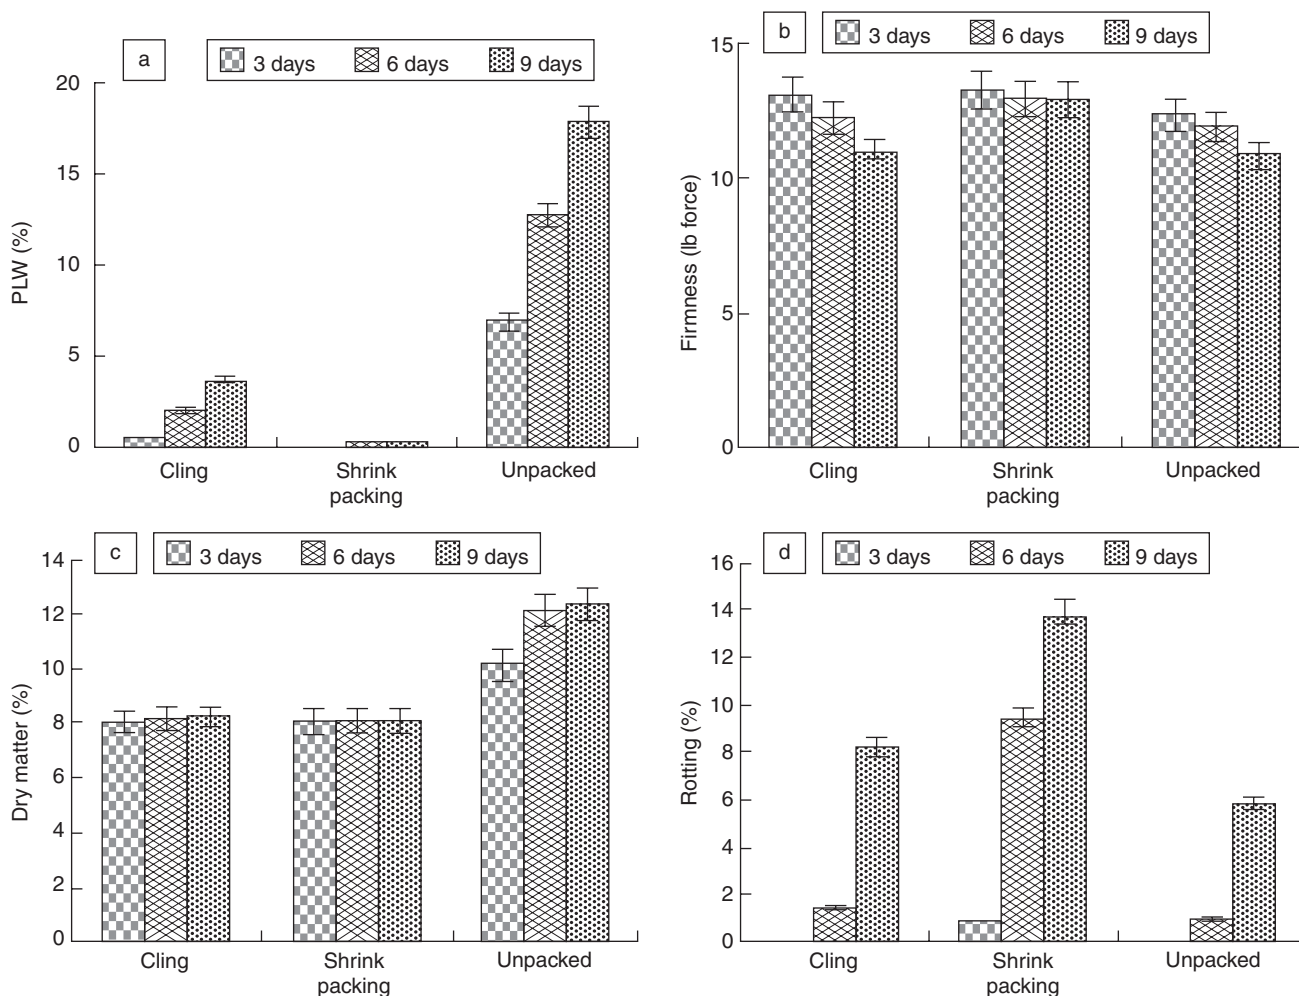 a
3 days 6 days 9 days
20
15
10
5
0
PLW (%)
Cling Shrink packing Unpacked
b
3 days 6 days 9 days
15
10
5
0
Firmness (lb force)
Cling Shrink packing Unpacked
c
3 days 6 days 9 days
14
12
10
8
6
4
2
0
Dry matter (%)
Cling Shrink packing Unpacked
d
3 days 6 days 9 days
16
14
12
10
8
6
4
2
0
Rotting (%)
Cling Shrink packing Unpacked